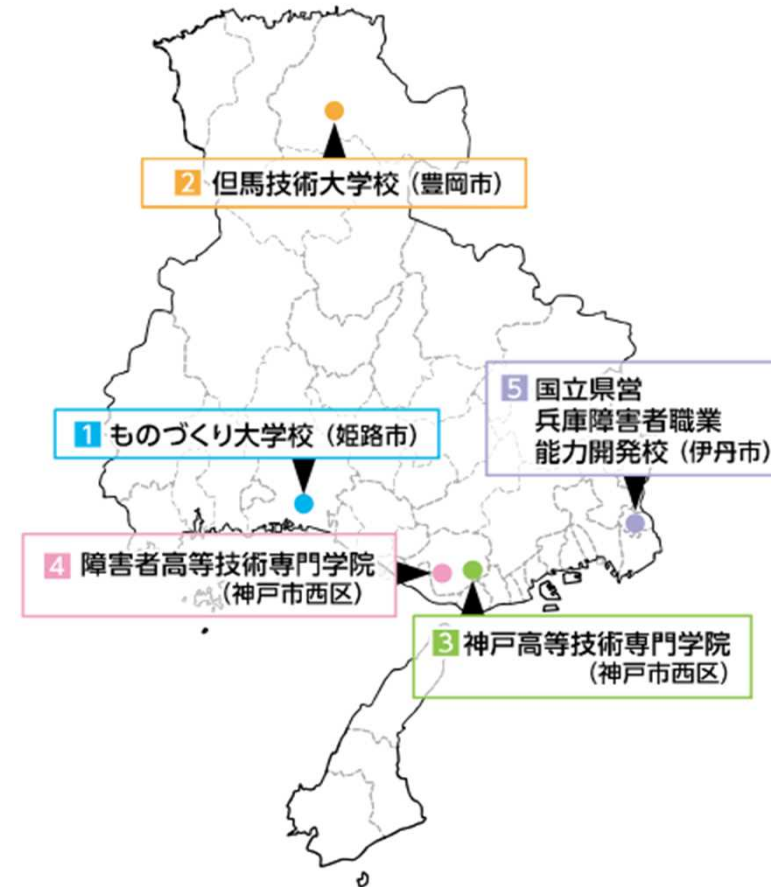 2 但馬技術大学校（豊岡市）
5 国立県営
兵庫障害者職業
能力開発校（伊丹市）
1 ものづくり大学校（姫路市）
4 障害者高等技術専門学院
（神戸市西区）
3 神戸高等技術専門学院
（神戸市西区）